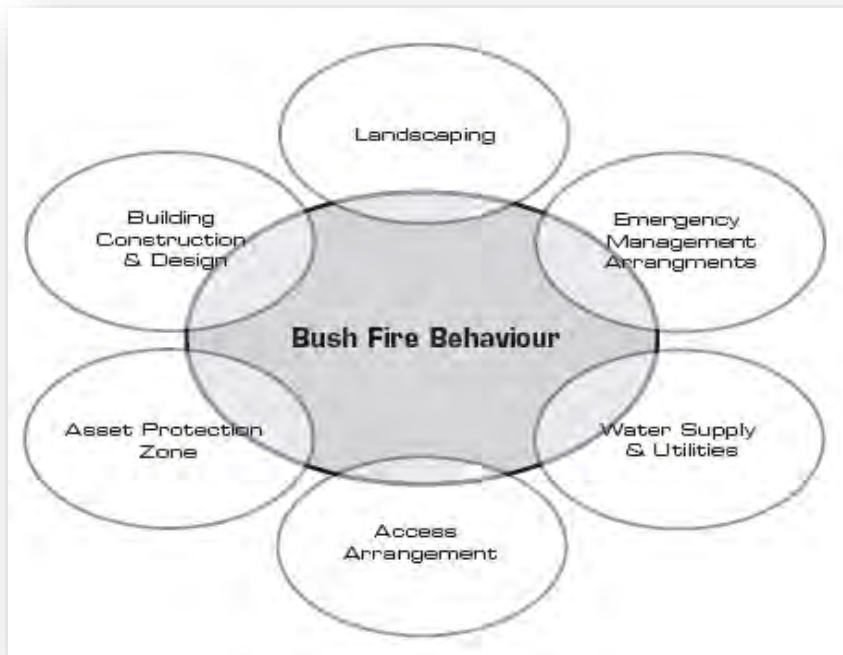 Landscaping
Building
Construction
& Design
Emergency
Management
Arrangments
Bush Fire Behaviour
Asset Protection
Zone
Water Supply
& Utilities
Access
Arrangement